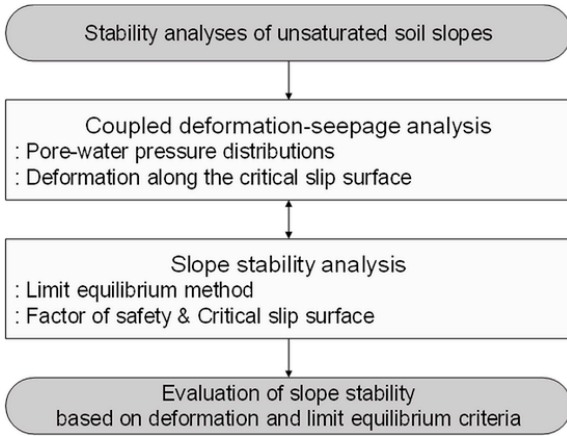 Stability analyses of unsaturated soil slopes
Coupled deformation-seepage analysis
: Pore-water pressure distributions
: Deformation along the critical slip surface
Slope stability analysis
: Limit equilibrium method
: Factor of safety & Critical slip surface
Evaluation of slope stability
based on deformation and limit equilibrium criteria